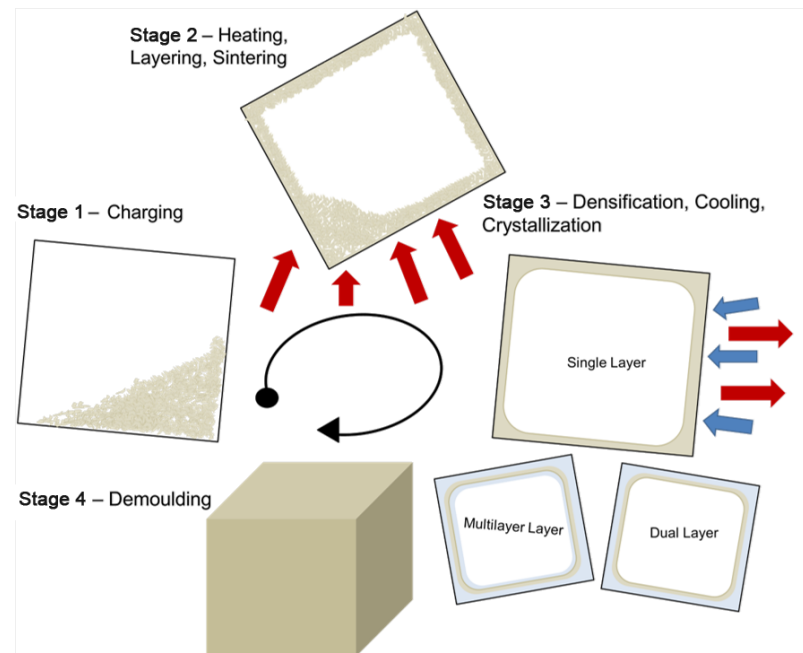 Stage 2 – Heating,
Layering, Sintering
Stage 1 – Charging
Stage 3 – Densification, Cooling,
Crystallization
Single Layer
Stage 4 – Demoulding
Multilayer Layer
Dual Layer